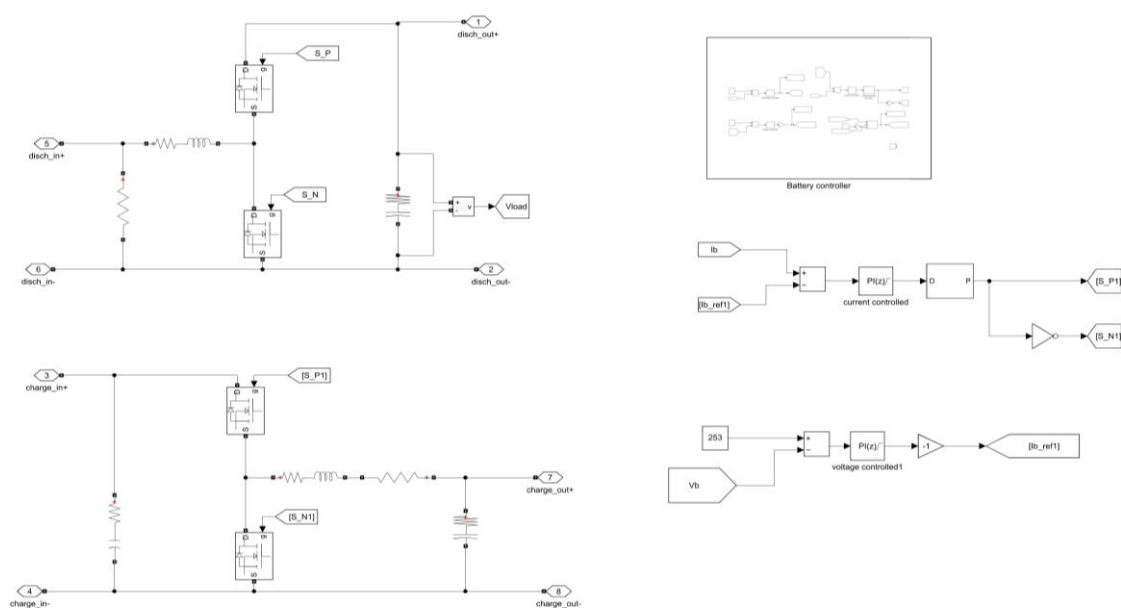 1
disch_out+
S_P
D
g
S
5
disch_in+
S_N
D
g
S
+
-
v
Vload
6
disch_in-
2
disch_out-
Battery controller
Ib
+
−
[Ib_ref1]
PI(z)
current controlled
D
P
[S_P1]
[S_N1]
3
charge_in+
[S_P1]
D
g
S
7
charge_out+
[S_N1]
D
g
S
4
charge_in-
8
charge_out-
253
+
−
Vb
PI(z)
voltage controlled1
-1
[Ib_ref1]